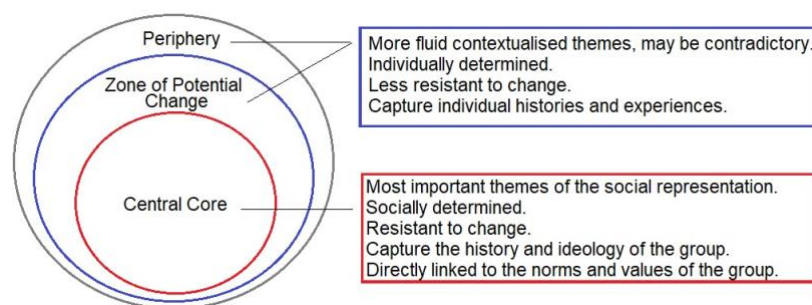 Periphery
Zone of Potential
Change
Central Core
More fluid contextualised themes, may be contradictory.
Individually determined.
Less resistant to change.
Capture individual histories and experiences.
Most important themes of the social representation.
Socially determined.
Resistant to change.
Capture the history and ideology of the group.
Directly linked to the norms and values of the group.